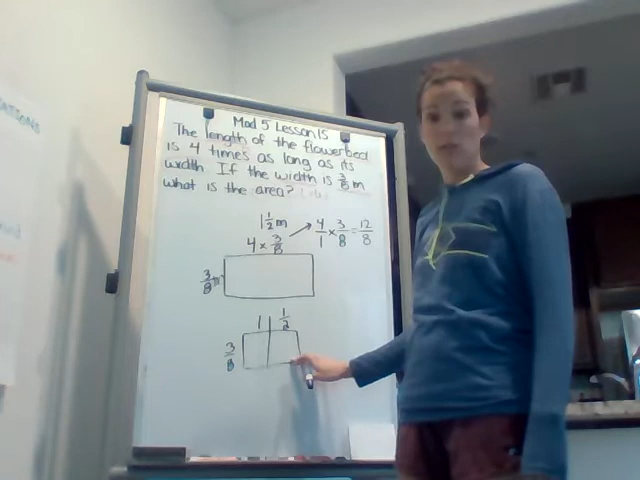 Mod 5 Lesson 15
The length of the flowerbed
is 4 times as long as its
width If the width is 3/8 m
what is the area?
1 1/2 m
4 × 3/8
4/1 × 3/8 = 12/8
3/8 m
1 1/2
3/8